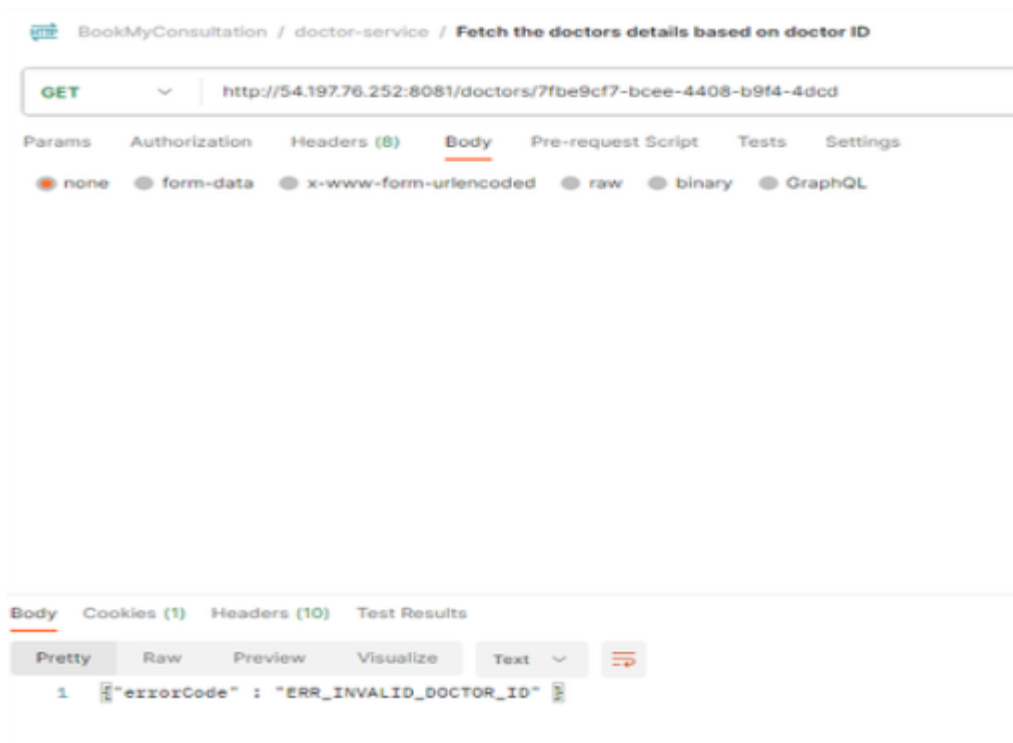 HTTP BookMyConsultation / doctor-service / Fetch the doctors details based on doctor ID
GET http://54.197.76.252:8081/doctors/7fbe9cf7-bcee-4408-b9f4-4dcd
Params Authorization Headers (8) Body Pre-request Script Tests Settings
none form-data x-www-form-urlencoded raw binary GraphQL
Body Cookies (1) Headers (10) Test Results
Pretty Raw Preview Visualize Text
1 {"errorCode" : "ERR_INVALID_DOCTOR_ID" }